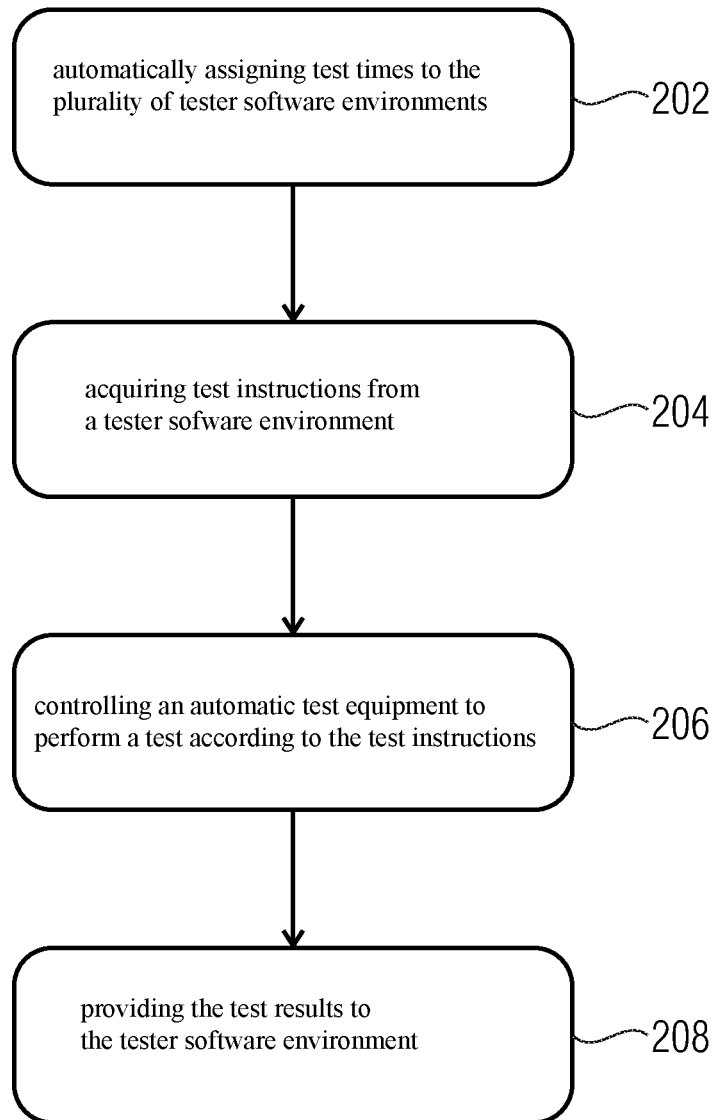 automatically assigning test times to the
plurality of tester software environments
202
acquiring test instructions from
a tester sofware environment
204
controlling an automatic test equipment to
perform a test according to the test instructions
206
providing the test results to
the tester software environment
208